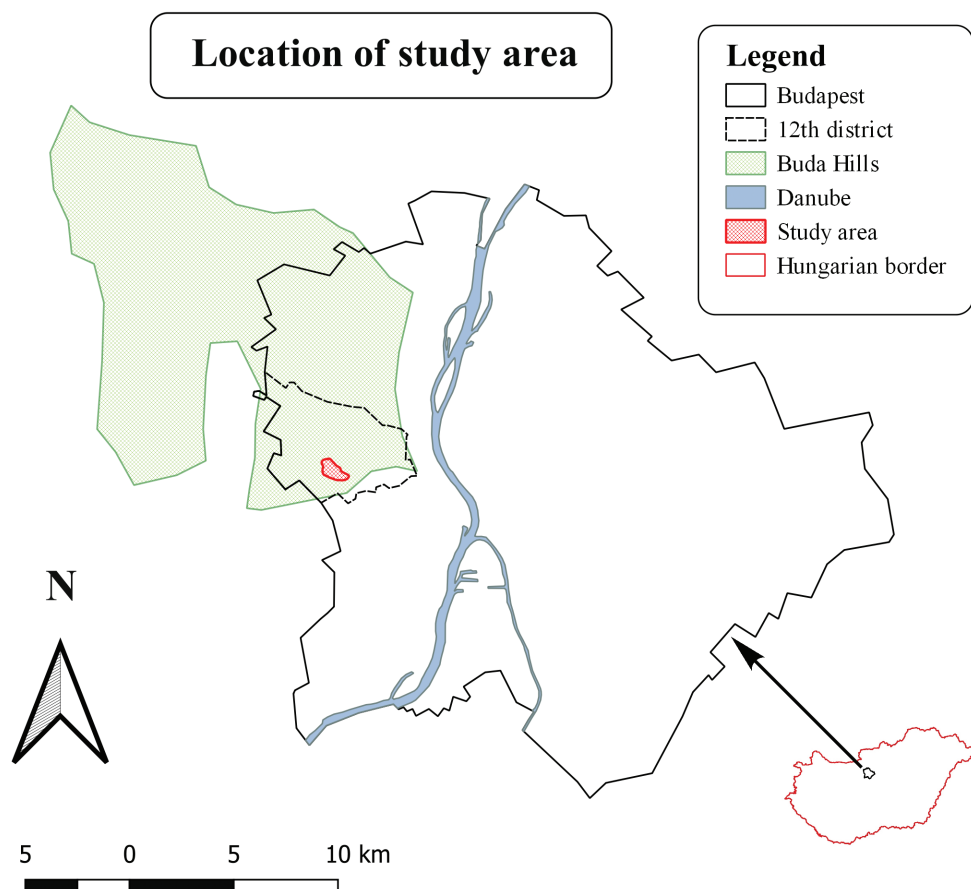 Location of study area
Legend
Budapest
12th district
Buda Hills
Danube
Study area
Hungarian border
N
5 0 5 10 km